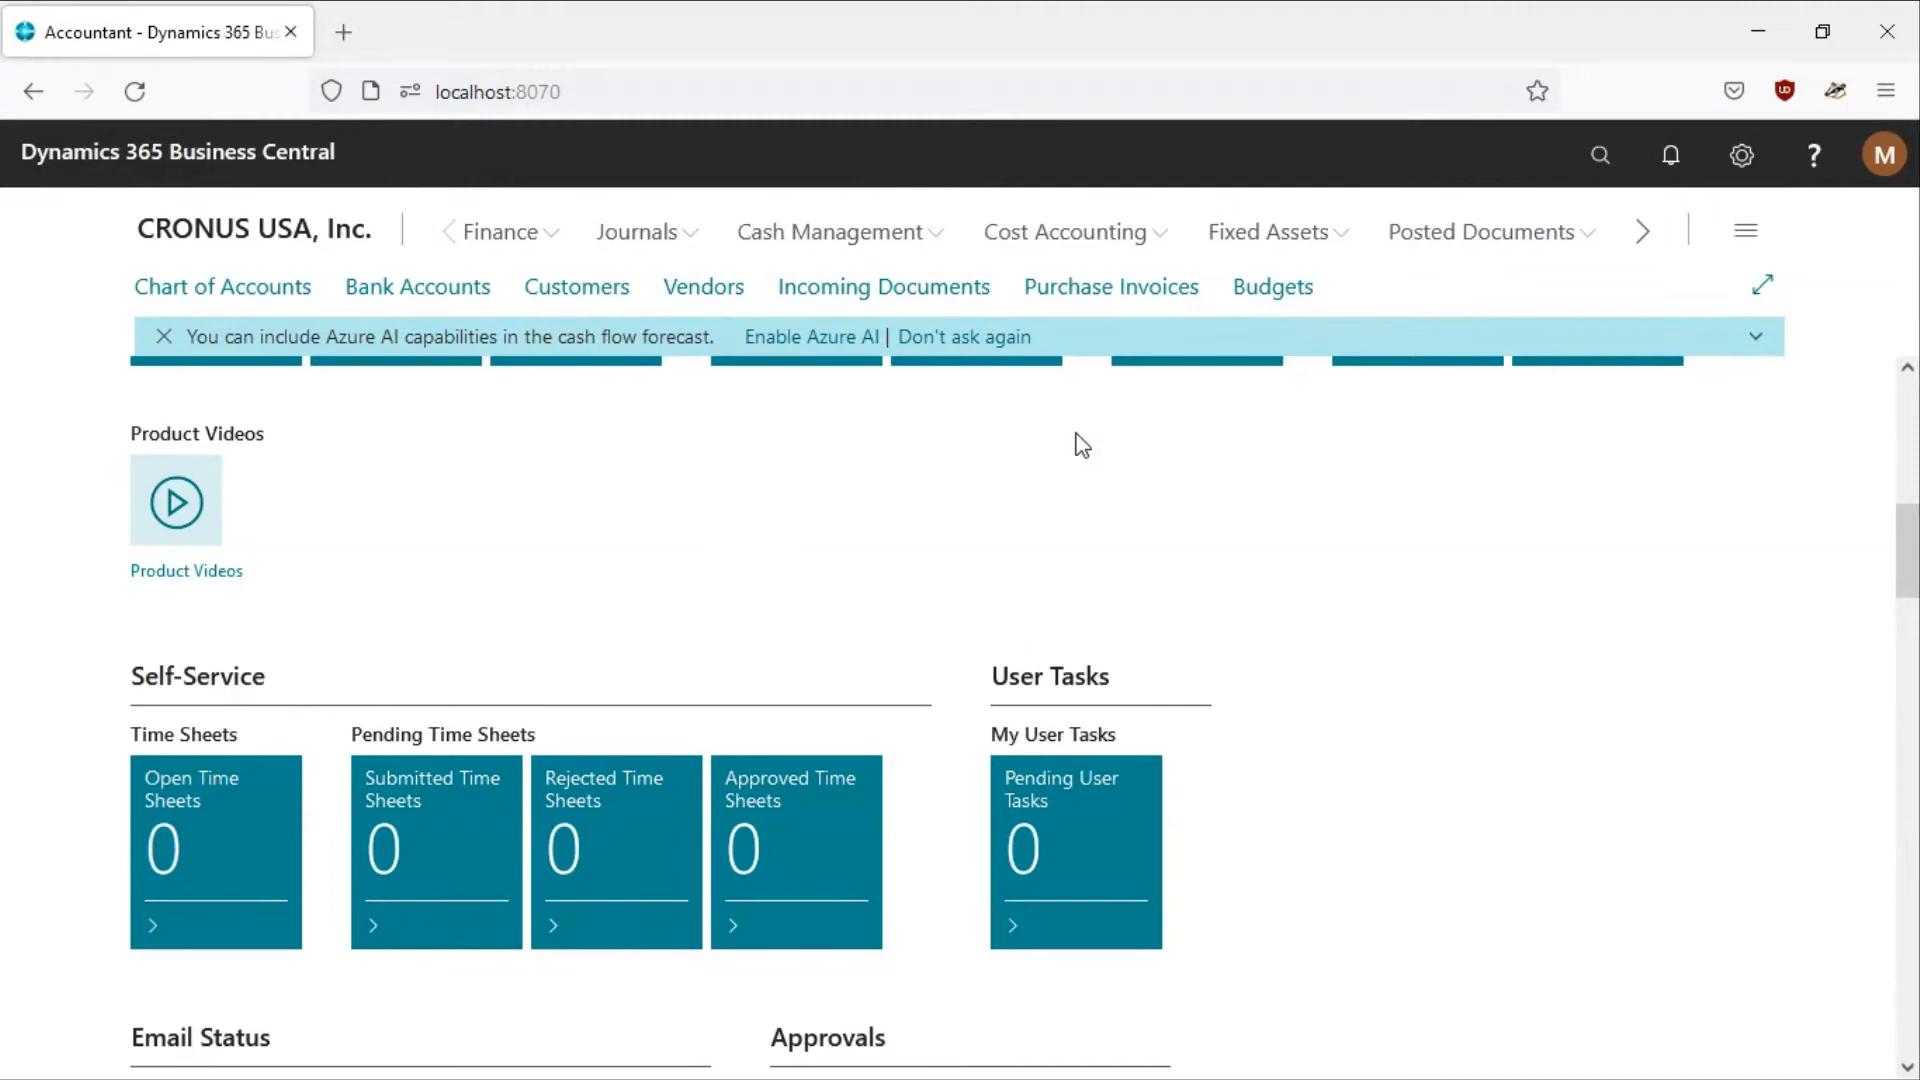 Accountant - Dynamics 365 Bus
localhost:8070
Dynamics 365 Business Central
M
CRONUS USA, Inc.
Finance Journals Cash Management Cost Accounting Fixed Assets Posted Documents
Chart of Accounts Bank Accounts Customers Vendors Incoming Documents Purchase Invoices Budgets
You can include Azure AI capabilities in the cash flow forecast. Enable Azure AI | Don't ask again
Product Videos
Product Videos
Self-Service User Tasks
Time Sheets Pending Time Sheets My User Tasks
Open Time Submitted Time Rejected Time Approved Time Pending User
Sheets Sheets Sheets Sheets Tasks
0 0 0 0 0
Email Status Approvals